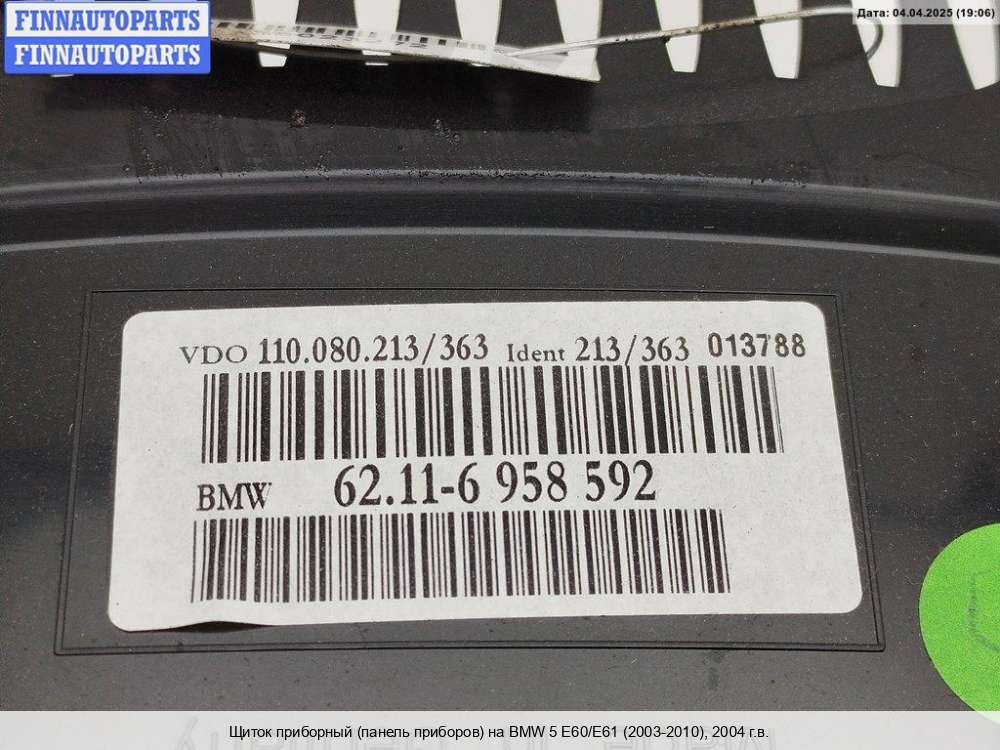 FINNAUTOPARTS
FINNAUTOPARTS
Дата: 04.04.2025 (19:06)
VDO 110.080.213/363 Ident 213/363 013788
BMW 62.11-6 958 592
Щиток приборный (панель приборов) на BMW 5 E60/E61 (2003-2010), 2004 г.в.